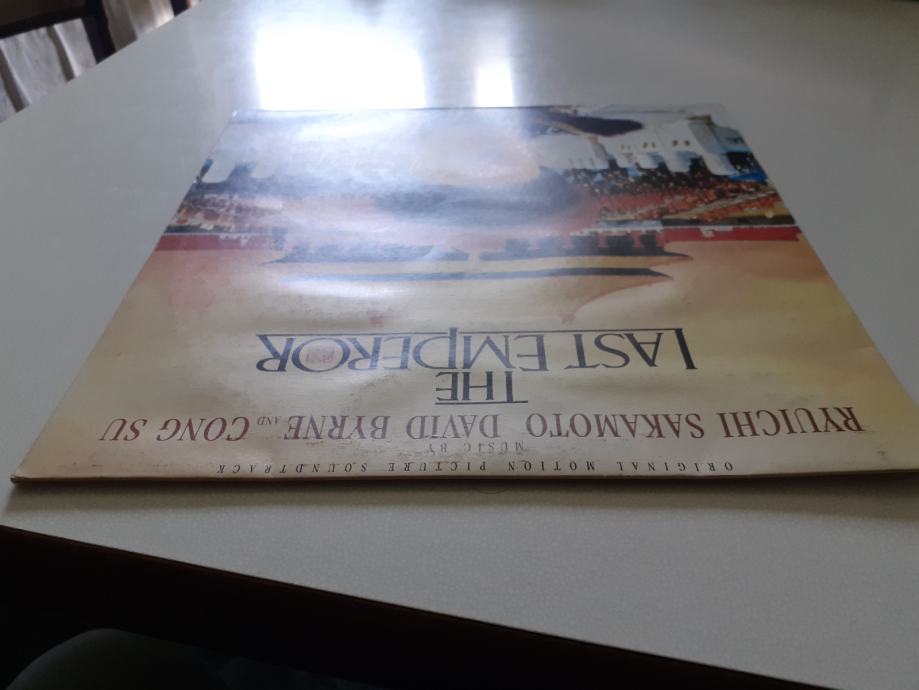 ORIGINAL MOTION PICTURE SOUNDTRACK
MUSIC BY
RYUICHI SAKAMOTO DAVID BYRNE AND CONG SU
THE
LAST EMPEROR